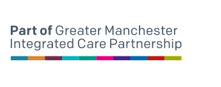 Part of Greater Manchester
Integrated Care Partnership